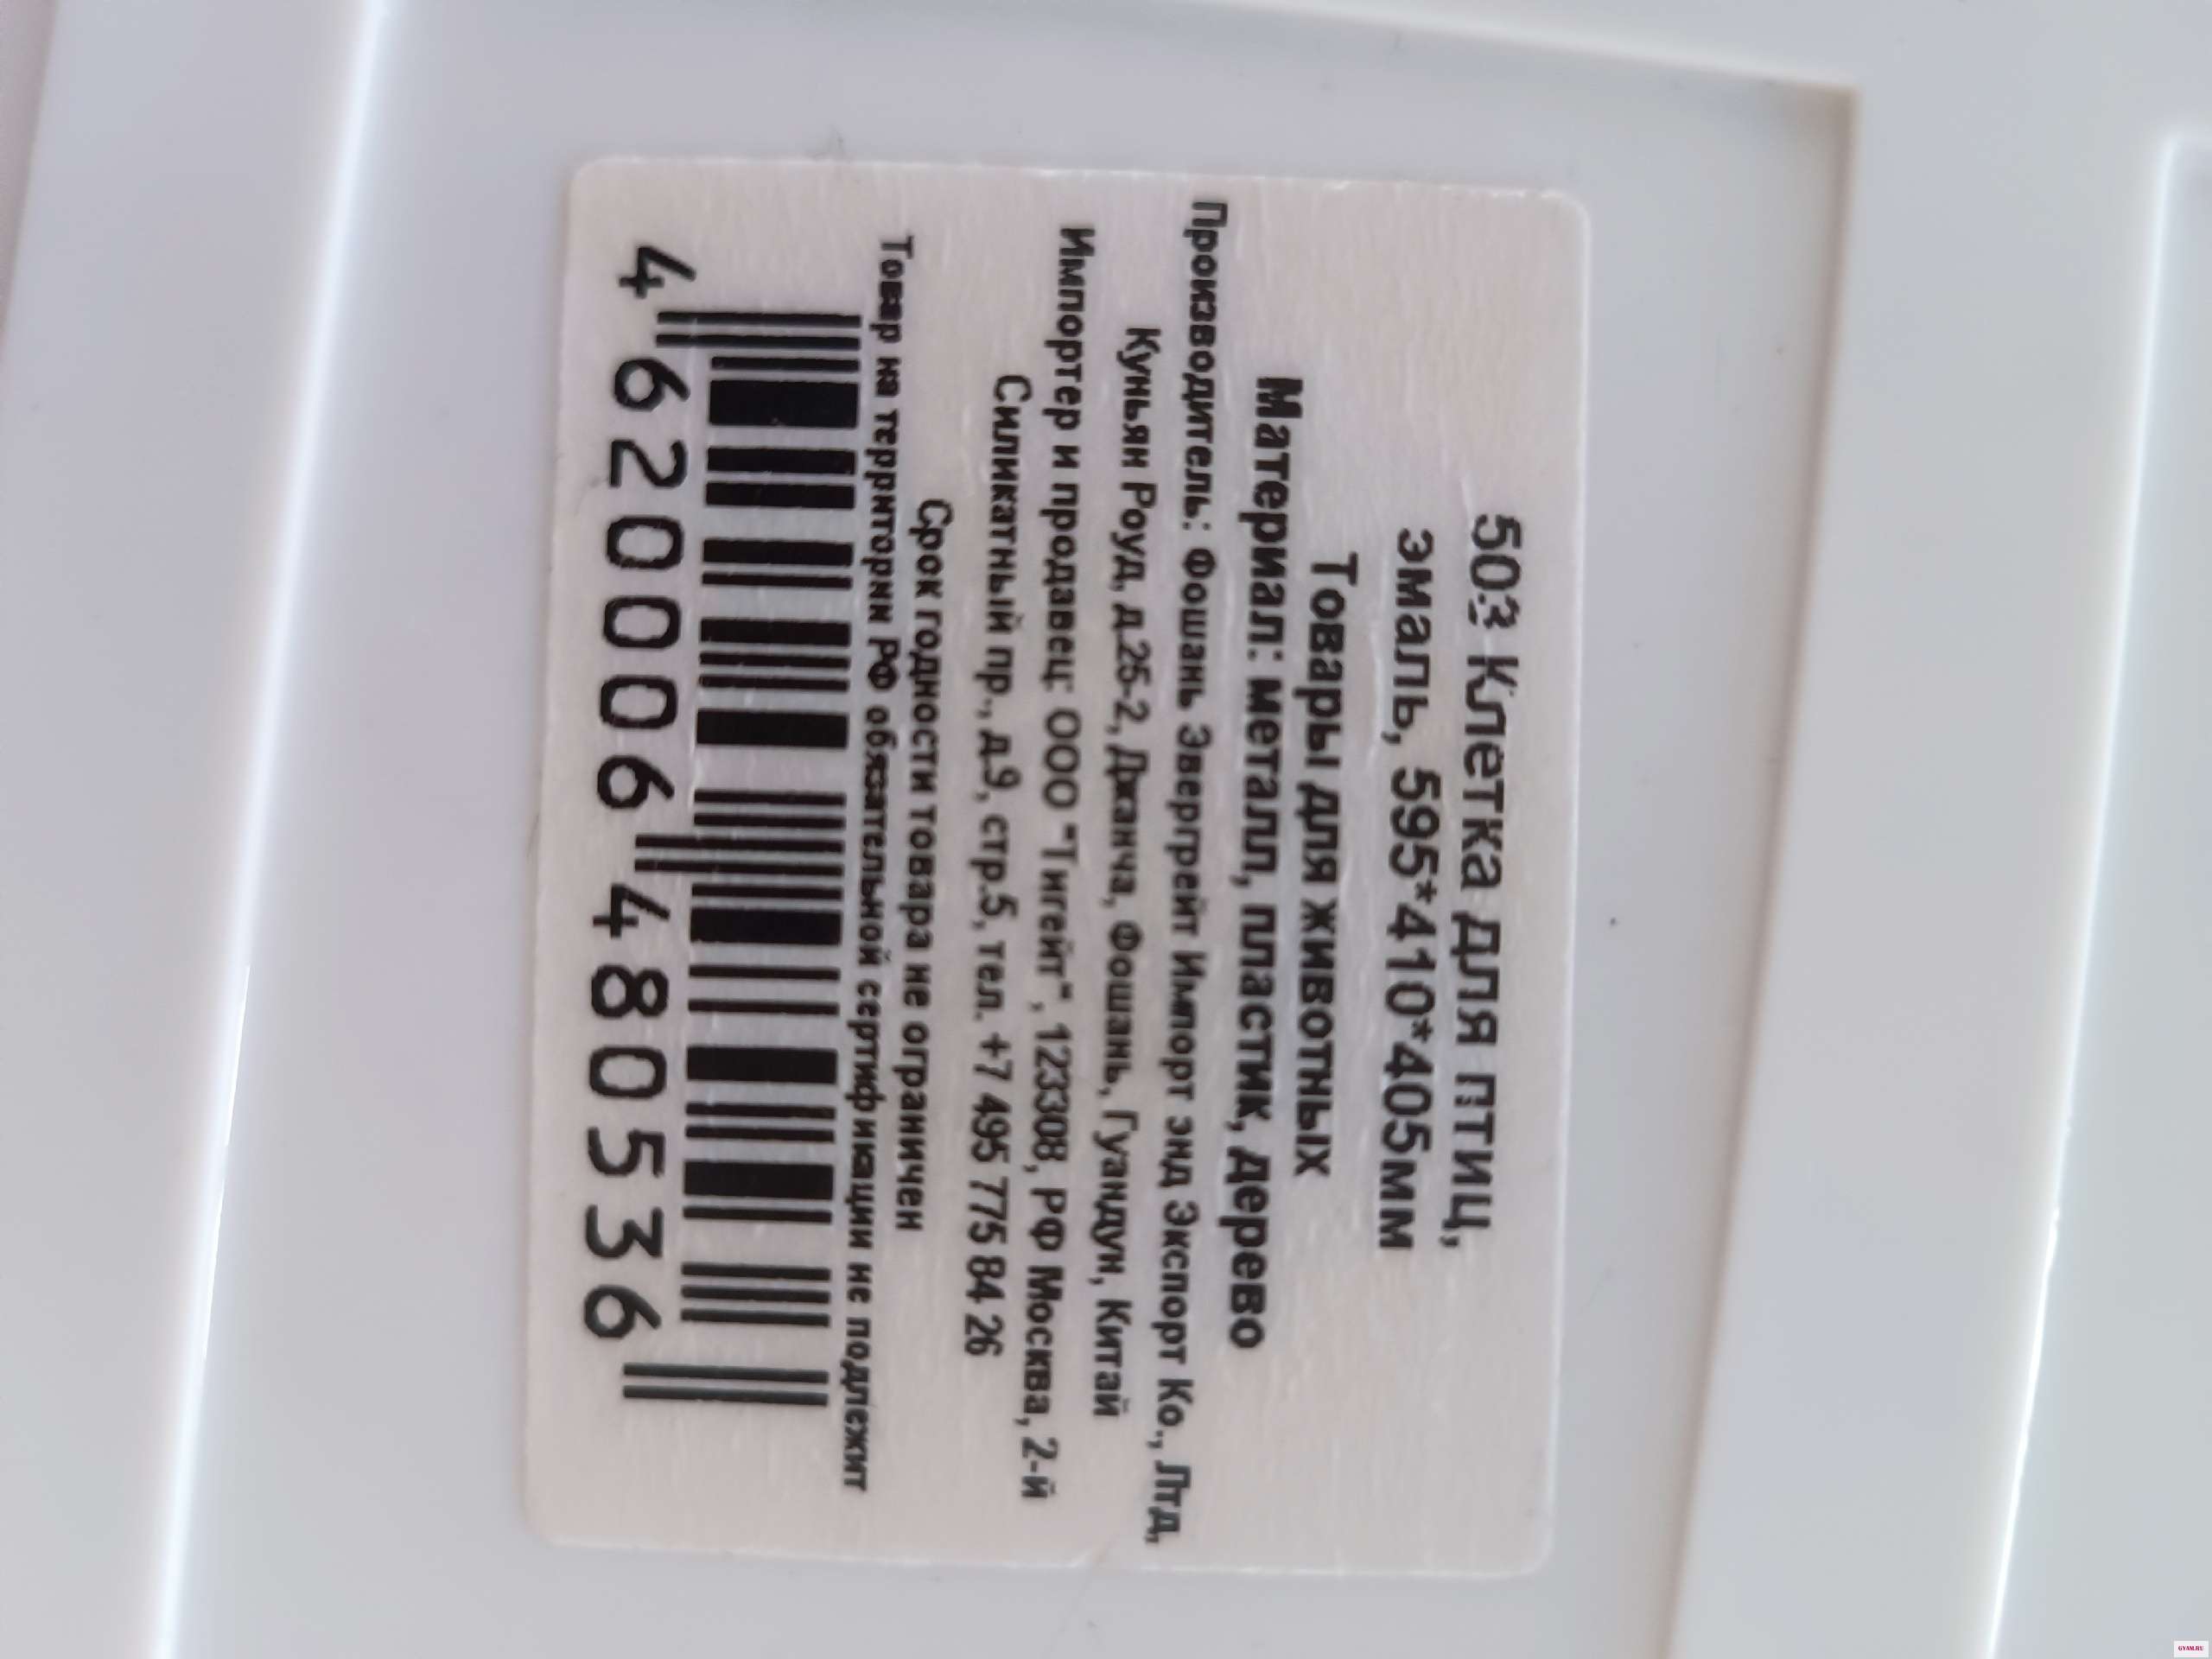 503 Клетка для птиц,
эмаль, 595*410*405мм
Товары для животных
Материал: металл, пластик, дерево
Производитель: Фошань Эвергрейт Импорт энд Экспорт Ко., Лтд,
Куньян Роуд, д.25-2, Джанча, Фошань, Гуандун, Китай
Импортер и продавец: ООО "Тигейт", 123308, РФ Москва, 2-й
Силикатный пр., д.9, стр.5, тел. +7 495 775 84 26
Срок годности товара не ограничен
Товар на территории РФ обязательной сертификации не подлежит
4 620006 480536
GYSM.RU